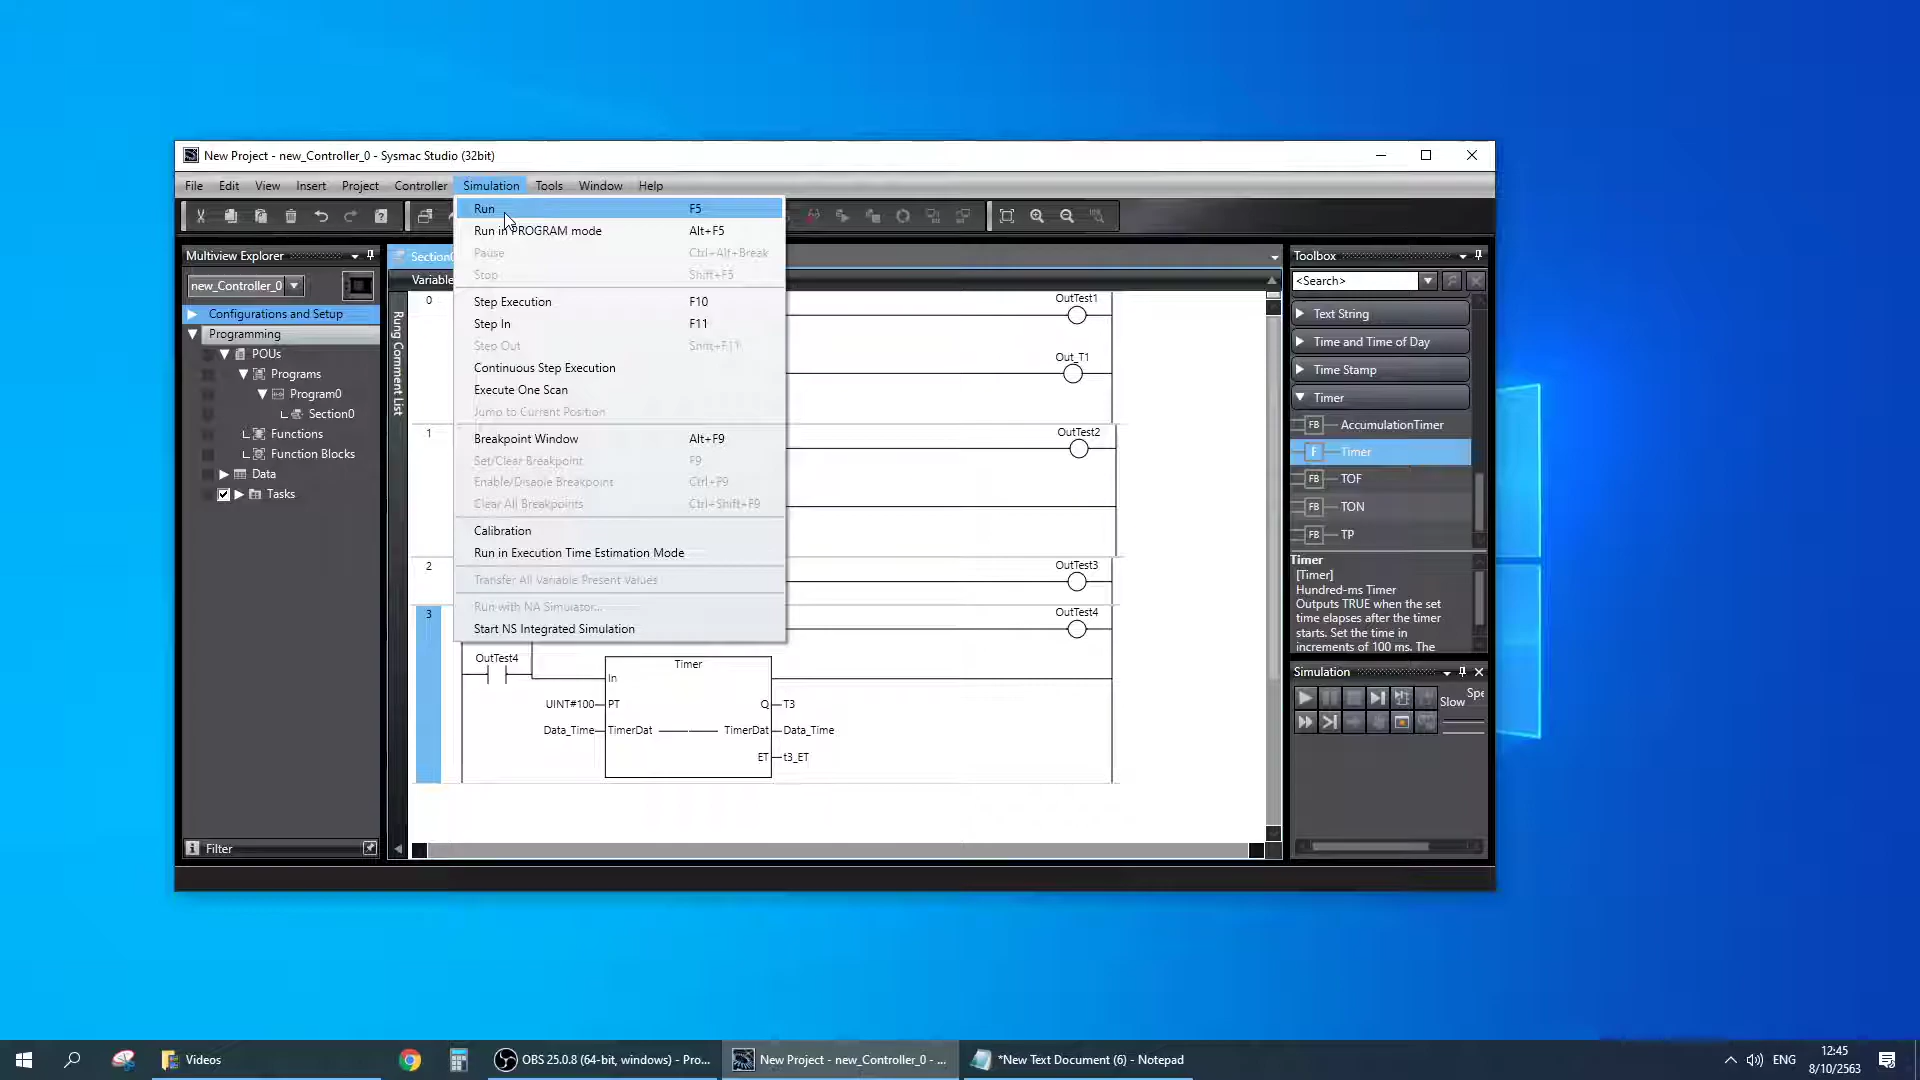 New Project - new_Controller_0 - Sysmac Studio (32bit)
File Edit View Insert Project Controller Simulation Tools Window Help
Run F5
Run in PROGRAM mode Alt+F5
Pause Ctrl+Alt+Break
Stop Shift+F5
Step Execution F10
Step In F11
Step Out Shift+F11
Continuous Step Execution
Execute One Scan
Jump to Current Position
Breakpoint Window Alt+F9
Set/Clear Breakpoint F9
Enable/Disable Breakpoint Ctrl+F9
Clear All Breakpoints Ctrl+Shift+F9
Calibration
Run in Execution Time Estimation Mode
Transfer All Variable Present Values
Run with NA Simulator...
Start NS Integrated Simulation
Multiview Explorer
new_Controller_0
Configurations and Setup
Programming
POUs
Programs
Program0
Section0
Functions
Function Blocks
Data
Tasks
Filter
Section0
Variable
Rung Comment List
0
OutTest1
Out_T1
1
OutTest2
2
OutTest3
3
OutTest4
OutTest4
Timer
In
UINT#100 PT Q T3
Data_Time TimerDat TimerDat Data_Time
ET t3_ET
Toolbox
<Search>
Text String
Time and Time of Day
Time Stamp
Timer
FB AccumulationTimer
F Timer
FB TOF
FB TON
FB TP
Timer
[Timer]
Hundred-ms Timer
Outputs TRUE when the set
time elapses after the timer
starts. Set the time in
increments of 100 ms. The
Simulation
Spe
Slow
Videos
OBS 25.0.8 (64-bit, windows) - Pro...
New Project - new_Controller_0 - ...
*New Text Document (6) - Notepad
ENG
12:45
8/10/2563